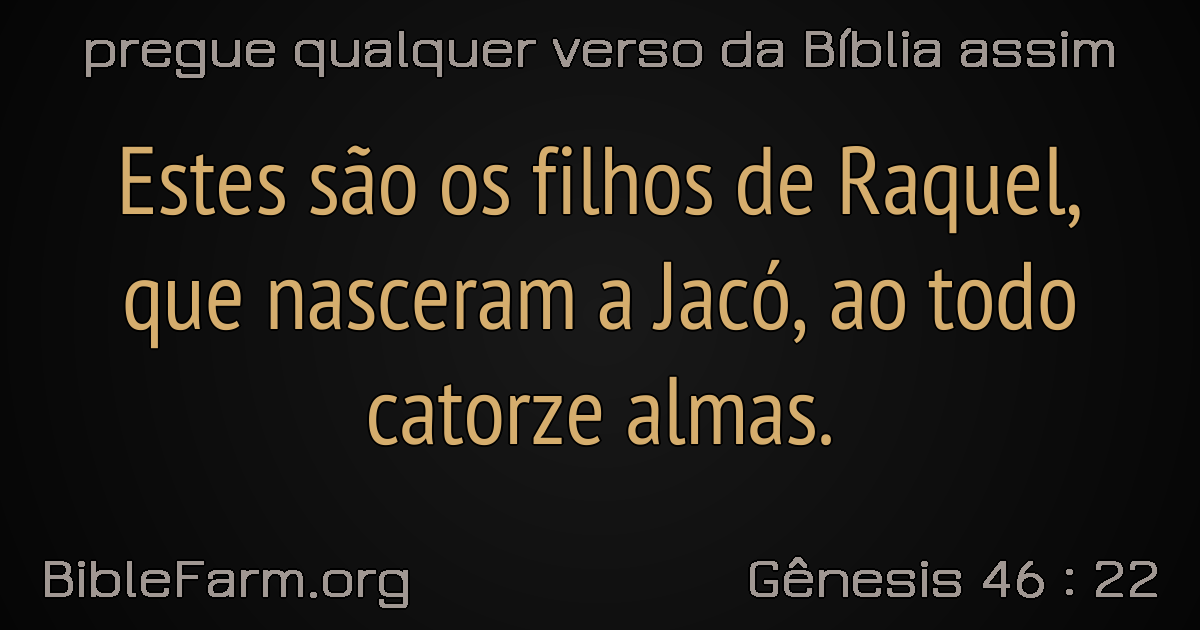 pregue qualquer verso da Bíblia assim
Estes são os filhos de Raquel,
que nasceram a Jacó, ao todo
catorze almas.
BibleFarm.org
Gênesis 46 : 22